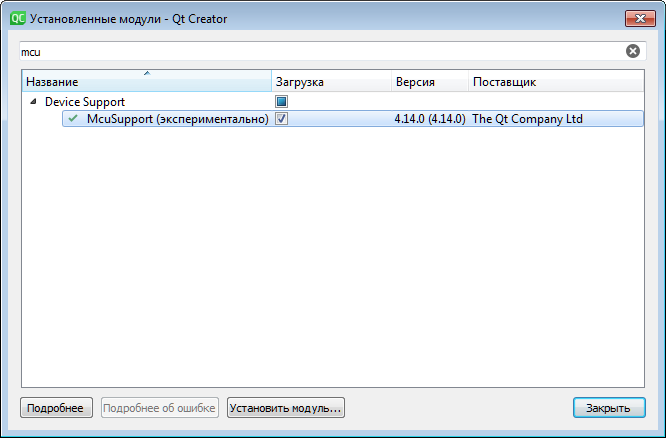 QC Установленные модули - Qt Creator
mcu
Название Загрузка Версия Поставщик
Device Support
McuSupport (экспериментально) 4.14.0 (4.14.0) The Qt Company Ltd
Подробнее Подробнее об ошибке Установить модуль... Закрыть